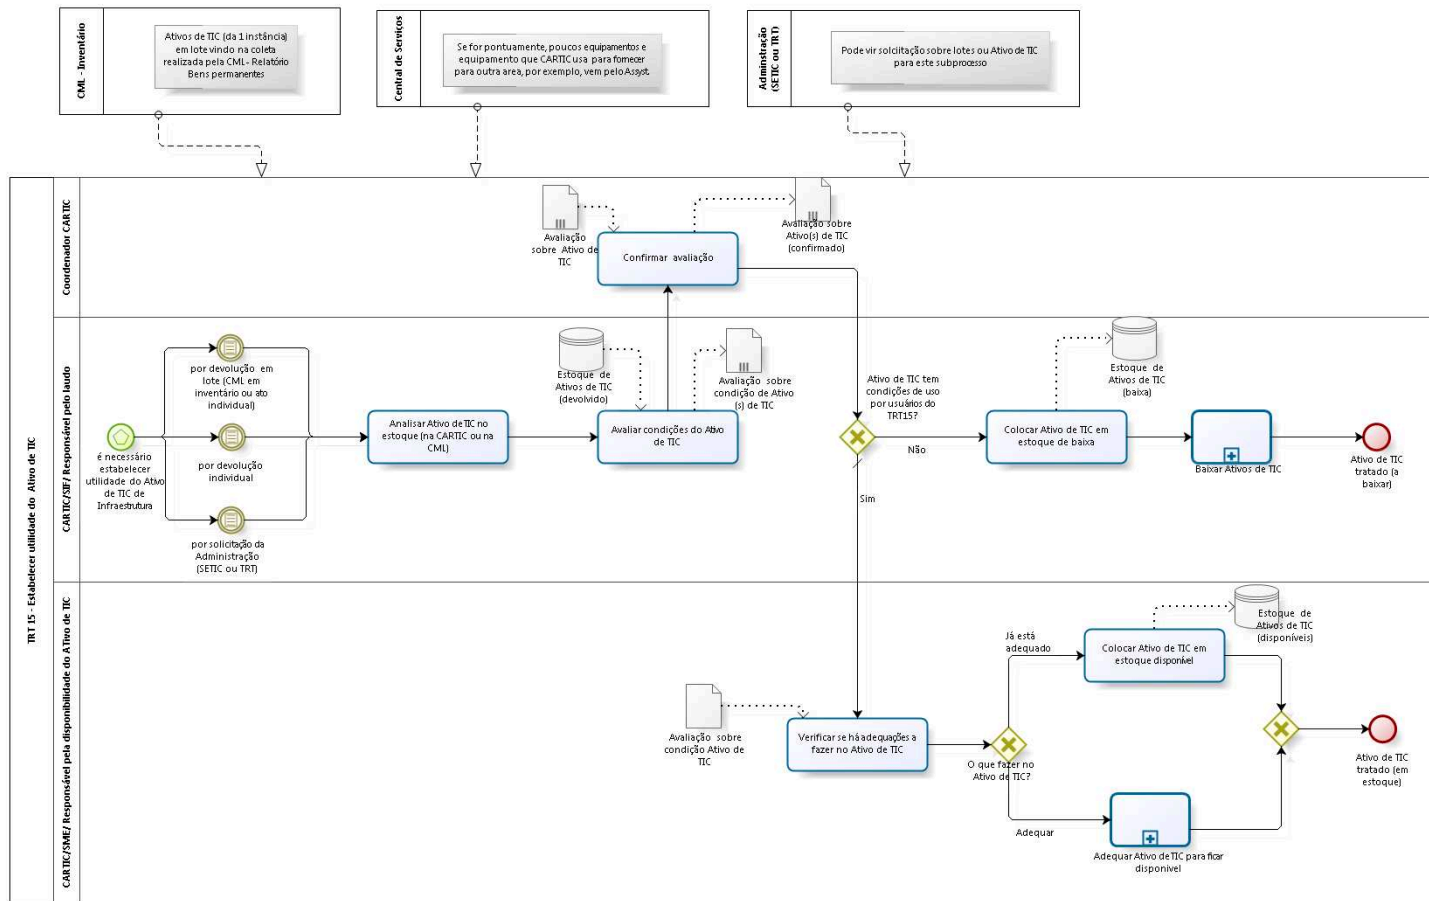 CML - Inventário
Ativos de TIC (da 1 instância)
em lote vindo na coleta
realizada pela CML- Relatório
Bens permanentes
Central de Serviços
Se for pontuamente, poucos equipamentos e
equipamento que CARTIC usa para fornecer
para outra area, por exemplo, vem pelo Assyst.
Adminstração
(SETIC ou TRT)
Pode vir solciitação sobre lotes ou Ativo de TIC
para este subprocesso
TRT 15 - Estabelecer utilidade do Ativo de TIC
Coordenador CARTIC
Avaliação
sobre Ativo de
TIC
Confirmar avaliação
Avaliação sobre
Ativo(s) de TIC
(confirmado)
CARTIC/SIF/ Responsável pelo laudo
é necessário
estabelecer
utilidade do Ativo
de TIC de
Infraestrutura
por devolução em
lote (CML em
inventário ou ato
individual)
por devolução
individual
por solicitação da
Administração
(SETIC ou TRT)
Analisar Ativo de TIC no
estoque (na CARTIC ou na
CML)
Estoque de
Ativos de TIC
(devolvido)
Avaliar condições do Ativo
de TIC
Avaliação sobre
condição de Ativo
(s) de TIC
Ativo de TIC tem
condições de uso
por usuários do
TRT15?
Não
Sim
Colocar Ativo de TIC em
estoque de baixa
Estoque de
Ativos de TIC
(baixa)
Baixar Ativos de TIC
Ativo de TIC
tratado (a
baixar)
CARTIC/SME/ Responsável pela disponibilidade do ATivo de TIC
Avaliação sobre
condição Ativo de
TIC
Verificar se há adequações a
fazer no Ativo de TIC
O que fazer no
Ativo de TIC?
Já está
adequado
Adequar
Colocar Ativo de TIC em
estoque disponível
Estoque de
Ativos de TIC
(disponíveis)
Adequar Ativo de TIC para ficar
disponivel
Ativo de TIC
tratado (em
estoque)